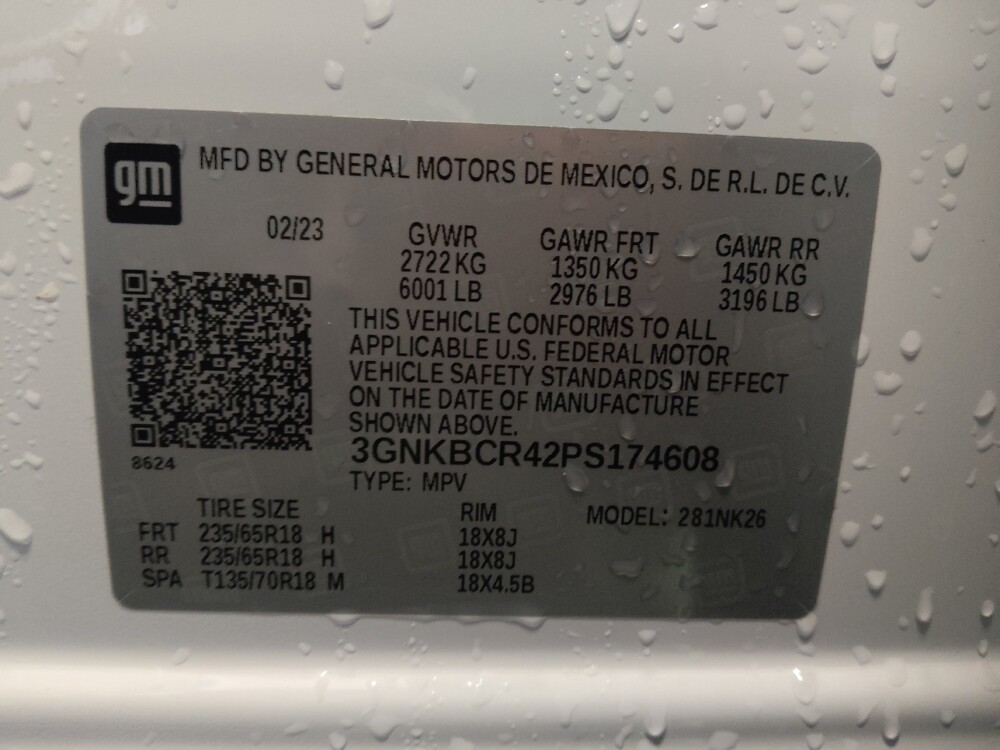 gm
MFD BY GENERAL MOTORS DE MEXICO, S. DE R.L. DE C.V.
02/23
GVWR GAWR FRT GAWR RR
2722 KG 1350 KG 1450 KG
6001 LB 2976 LB 3196 LB
THIS VEHICLE CONFORMS TO ALL
APPLICABLE U.S. FEDERAL MOTOR
VEHICLE SAFETY STANDARDS IN EFFECT
ON THE DATE OF MANUFACTURE
SHOWN ABOVE.
3GNKBCR42PS174608
8624
TYPE: MPV
TIRE SIZE RIM MODEL: 281NK26
FRT 235/65R18 H 18X8J
RR 235/65R18 H 18X8J
SPA T135/70R18 M 18X4.5B